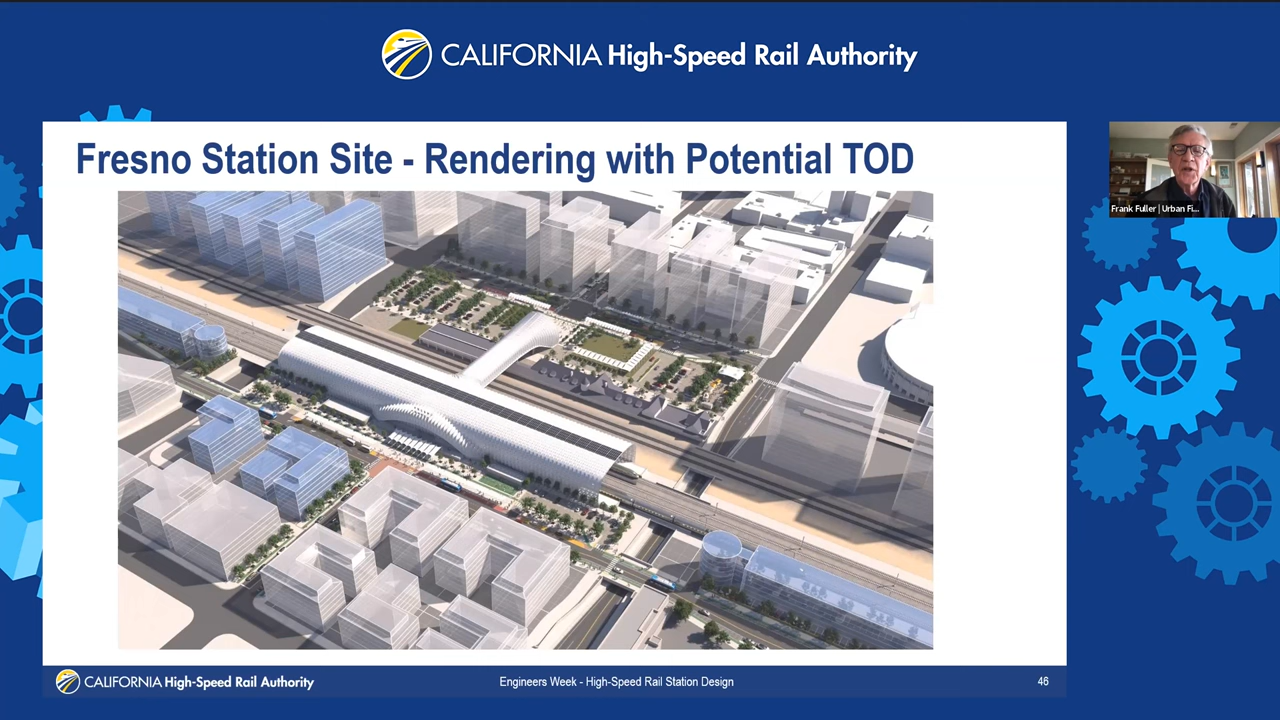 CALIFORNIA High-Speed Rail Authority
Fresno Station Site - Rendering with Potential TOD
Frank Fuller | Urban Fi...
CALIFORNIA High-Speed Rail Authority
Engineers Week - High-Speed Rail Station Design
46